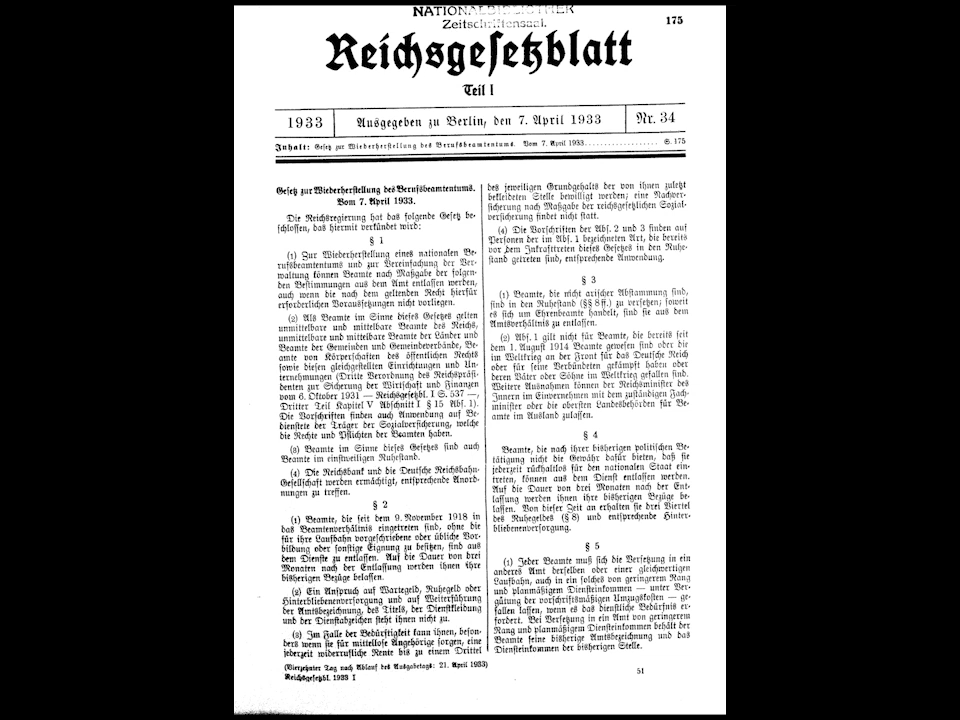 NATIONALBIBLIOTHEK
Zeitschriftensaal.
175
Reichsgesetzblatt
Teil I
1933
Ausgegeben zu Berlin, den 7. April 1933
Nr. 34
Inhalt: Gesetz zur Wiederherstellung des Berufsbeamtentums. Vom 7. April 1933 .................. S. 175
Gesetz zur Wiederherstellung des Berufsbeamtentums.
Vom 7. April 1933.
Die Reichsregierung hat das folgende Gesetz be-
schlossen, das hiermit verkündet wird:
§ 1
(1) Zur Wiederherstellung eines nationalen Be-
rufsbeamtentums und zur Vereinfachung der Ver-
waltung können Beamte nach Maßgabe der folgen-
den Bestimmungen aus dem Amt entlassen werden,
auch wenn die nach dem geltenden Recht hierfür
erforderlichen Voraussetzungen nicht vorliegen.
(2) Als Beamte im Sinne dieses Gesetzes gelten
unmittelbare und mittelbare Beamte des Reichs,
unmittelbare und mittelbare Beamte der Länder und
Beamte der Gemeinden und Gemeindeverbände, Be-
amte von Körperschaften des öffentlichen Rechts
sowie diesen gleichgestellten Einrichtungen und Un-
ternehmungen (Dritte Verordnung des Reichspräsi-
denten zur Sicherung der Wirtschaft und Finanzen
vom 6. Oktober 1931 — Reichsgesetzbl. I S. 537 —,
Dritter Teil Kapitel V Abschnitt I § 15 Abs. 1).
Die Vorschriften finden auch Anwendung auf Be-
dienstete der Träger der Sozialversicherung, welche
die Rechte und Pflichten der Beamten haben.
(3) Beamte im Sinne dieses Gesetzes sind auch
Beamte im einstweiligen Ruhestand.
(4) Die Reichsbank und die Deutsche Reichsbahn-
Gesellschaft werden ermächtigt, entsprechende Anord-
nungen zu treffen.
§ 2
(1) Beamte, die seit dem 9. November 1918 in
das Beamtenverhältnis eingetreten sind, ohne die
für ihre Laufbahn vorgeschriebene oder übliche Vor-
bildung oder sonstige Eignung zu besitzen, sind aus
dem Dienste zu entlassen. Auf die Dauer von drei
Monaten nach der Entlassung werden ihnen ihre
bisherigen Bezüge belassen.
(2) Ein Anspruch auf Wartegeld, Ruhegeld oder
Hinterbliebenenversorgung und auf Weiterführung
der Amtsbezeichnung, des Titels, der Dienstkleidung
und der Dienstabzeichen steht ihnen nicht zu.
(3) Im Falle der Bedürftigkeit kann ihnen, beson-
ders wenn sie für mittellose Angehörige sorgen, eine
jederzeit widerrufliche Rente bis zu einem Drittel
(Vierzehnter Tag nach Ablauf des Ausgabetags: 21. April 1933)
Reichsgesetzbl. 1933 I
des jeweiligen Grundgehalts der von ihnen zuletzt
bekleideten Stelle bewilligt werden; eine Nachver-
sicherung nach Maßgabe der reichsgesetzlichen Sozial-
versicherung findet nicht statt.
(4) Die Vorschriften der Abs. 2 und 3 finden auf
Personen der im Abs. 1 bezeichneten Art, die bereits
vor dem Inkrafttreten dieses Gesetzes in den Ruhe-
stand getreten sind, entsprechende Anwendung.
§ 3
(1) Beamte, die nicht arischer Abstammung sind,
sind in den Ruhestand (§§ 8 ff.) zu versetzen; soweit
es sich um Ehrenbeamte handelt, sind sie aus dem
Amtsverhältnis zu entlassen.
(2) Abs. 1 gilt nicht für Beamte, die bereits seit
dem 1. August 1914 Beamte gewesen sind oder die
im Weltkrieg an der Front für das Deutsche Reich
oder für seine Verbündeten gekämpft haben oder
deren Väter oder Söhne im Weltkrieg gefallen sind.
Weitere Ausnahmen können der Reichsminister des
Innern im Einvernehmen mit dem zuständigen Fach-
minister oder die obersten Landesbehörden für Be-
amte im Ausland zulassen.
§ 4
Beamte, die nach ihrer bisherigen politischen Be-
tätigung nicht die Gewähr dafür bieten, daß sie
jederzeit rückhaltlos für den nationalen Staat ein-
treten, können aus dem Dienst entlassen werden.
Auf die Dauer von drei Monaten nach der Ent-
lassung werden ihnen ihre bisherigen Bezüge be-
lassen. Von dieser Zeit an erhalten sie drei Viertel
des Ruhegeldes (§ 8) und entsprechende Hinter-
bliebenenversorgung.
§ 5
(1) Jeder Beamte muß sich die Versetzung in ein
anderes Amt derselben oder einer gleichwertigen
Laufbahn, auch in ein solches von geringerem Rang
und planmäßigem Diensteinkommen — unter Ver-
gütung der vorschriftsmäßigen Umzugskosten — ge-
fallen lassen, wenn es das dienstliche Bedürfnis er-
fordert. Bei Versetzung in ein Amt von geringerem
Rang und planmäßigem Diensteinkommen behält der
Beamte seine bisherige Amtsbezeichnung und das
Diensteinkommen der bisherigen Stelle.
51